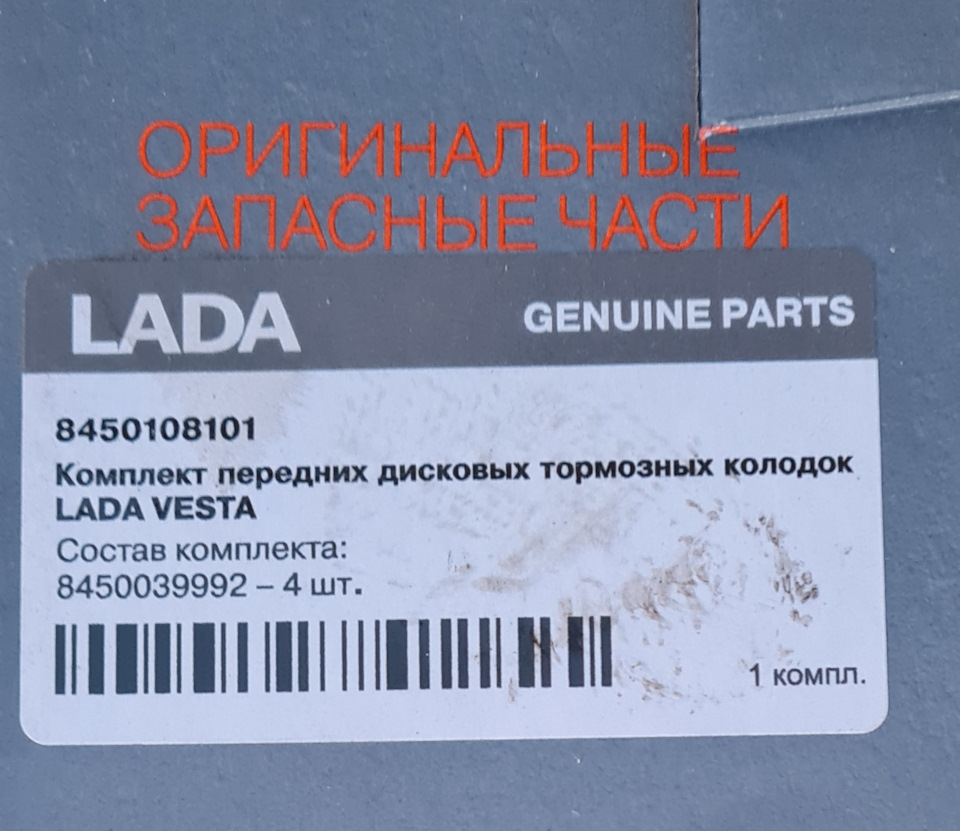 ОРИГИНАЛЬНЫЕ
ЗАПАСНЫЕ ЧАСТИ
LADA GENUINE PARTS
8450108101
Комплект передних дисковых тормозных колодок
LADA VESTA
Состав комплекта:
8450039992 – 4 шт.
1 компл.